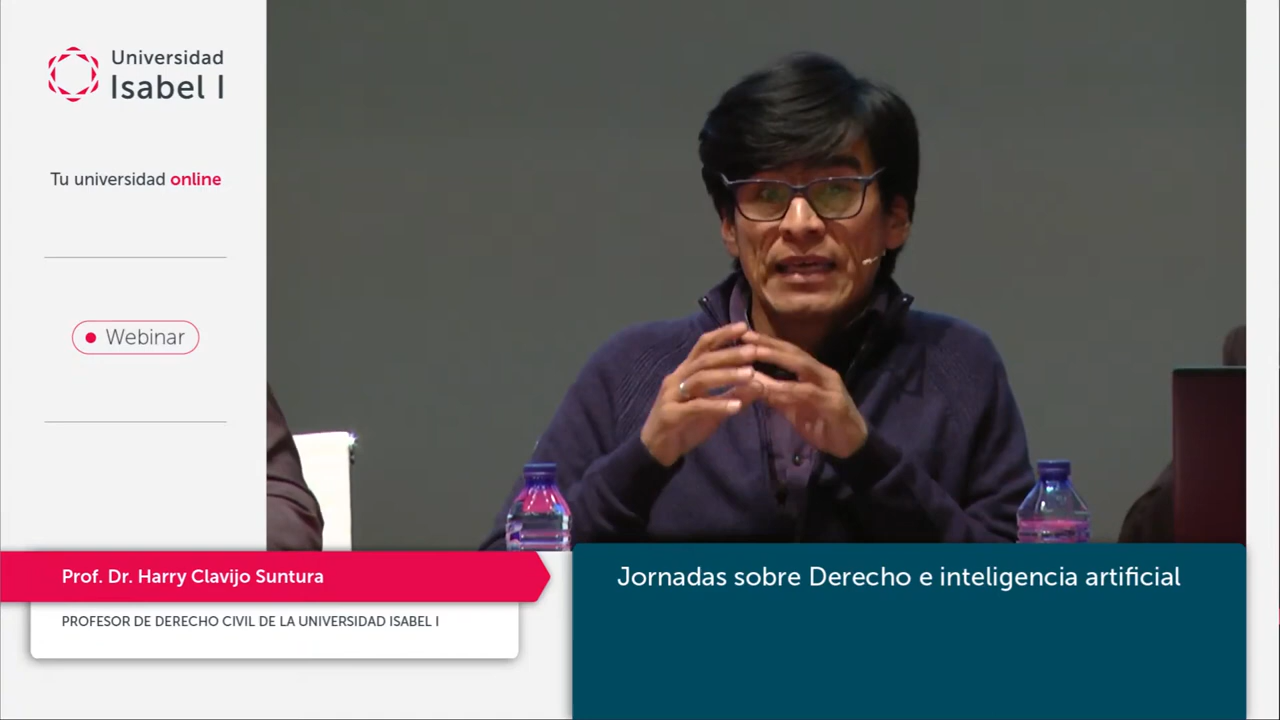 Universidad
Isabel I
Tu universidad online
Webinar
Prof. Dr. Harry Clavijo Suntura
PROFESOR DE DERECHO CIVIL DE LA UNIVERSIDAD ISABEL I
Jornadas sobre Derecho e inteligencia artificial